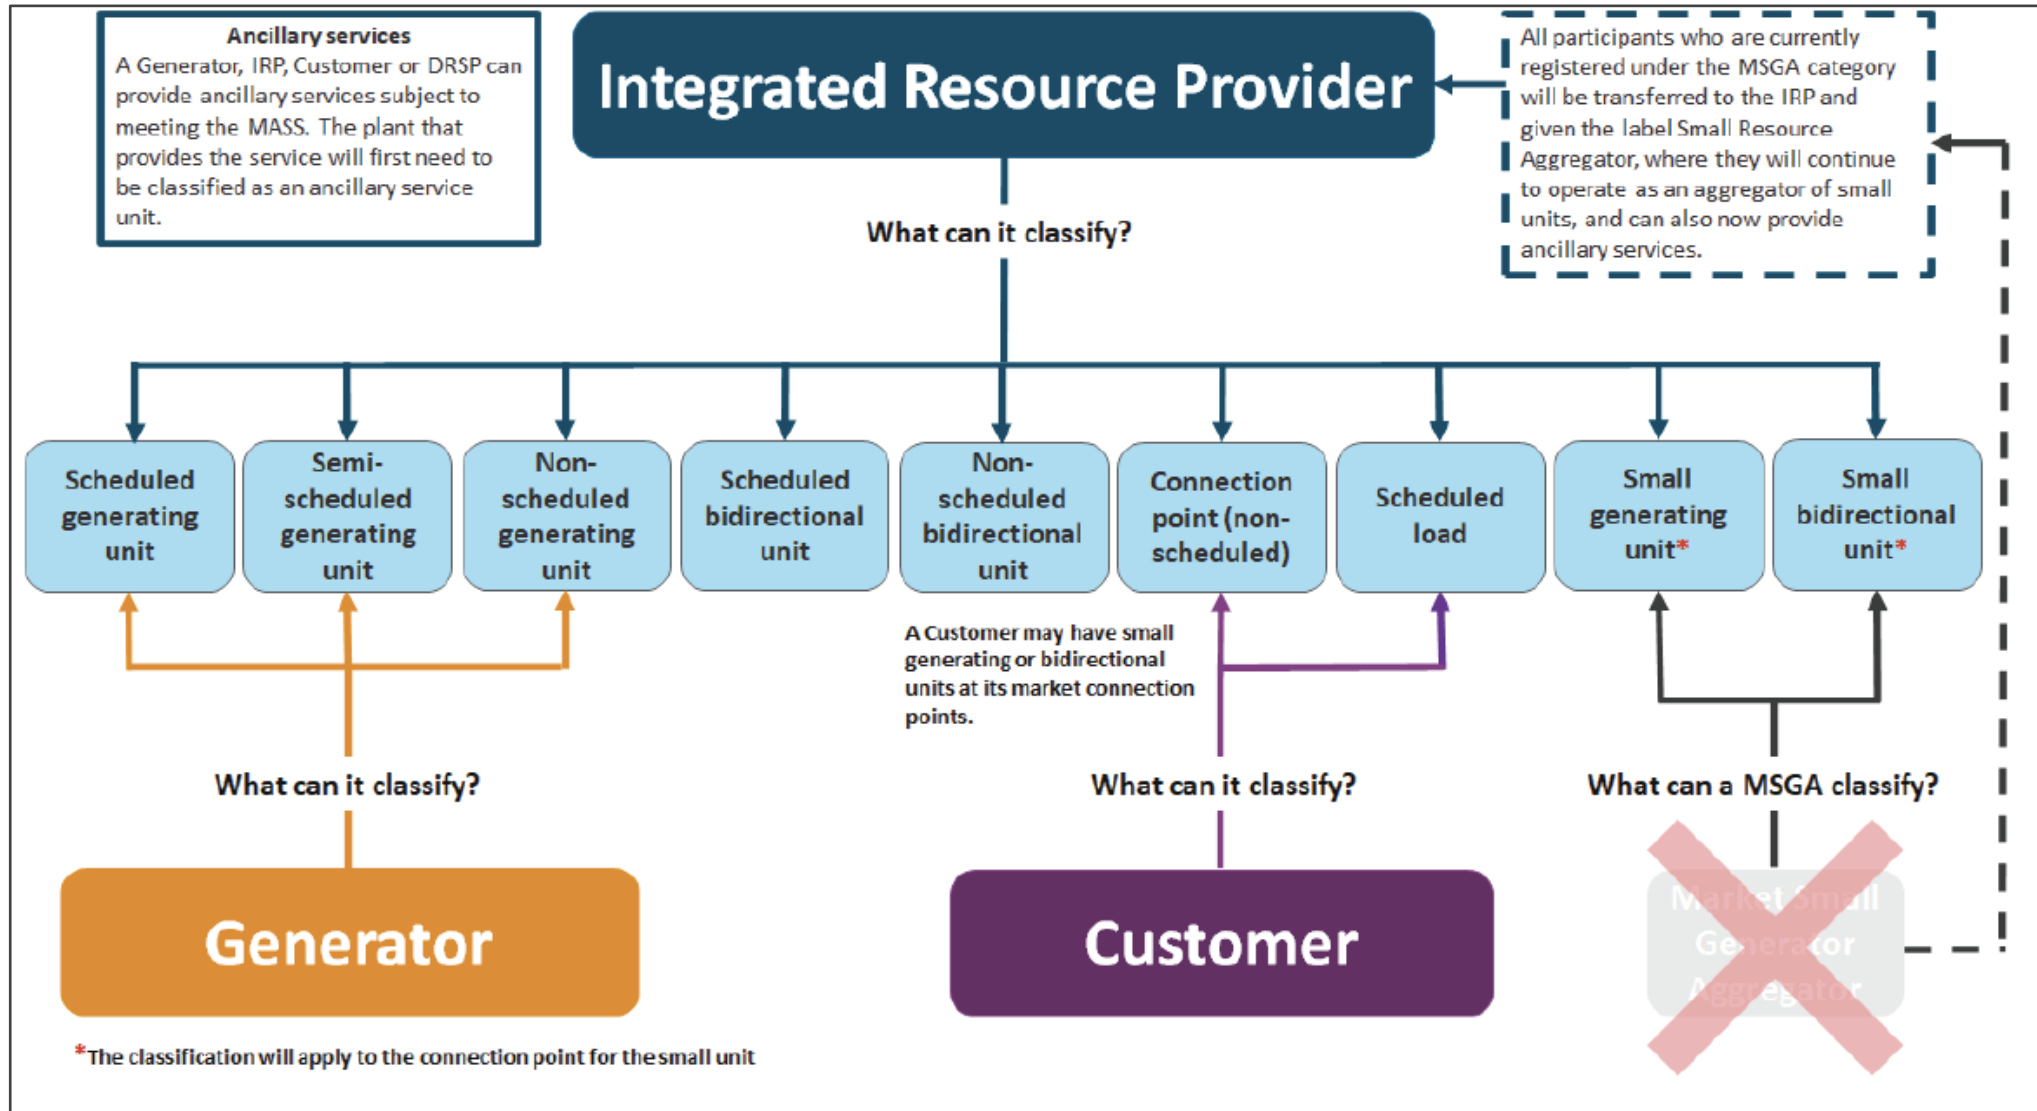 Ancillary services
A Generator, IRP, Customer or DRSP can
provide ancillary services subject to
meeting the MASS. The plant that
provides the service will first need to
be classified as an ancillary service
unit.
Integrated Resource Provider
All participants who are currently
registered under the MSGA category
will be transferred to the IRP and
given the label Small Resource
Aggregator, where they will continue
to operate as an aggregator of small
units, and can also now provide
ancillary services.
What can it classify?
Scheduled
generating
unit
Semi-
scheduled
generating
unit
Non-
scheduled
generating
unit
Scheduled
bidirectional
unit
Non-
scheduled
bidirectional
unit
Connection
point (non-
scheduled)
Scheduled
load
Small
generating
unit*
Small
bidirectional
unit*
A Customer may have small
generating or bidirectional
units at its market connection
points.
What can it classify?
What can it classify?
What can a MSGA classify?
Generator
Customer
Market Small
Generator
Aggregator
*The classification will apply to the connection point for the small unit